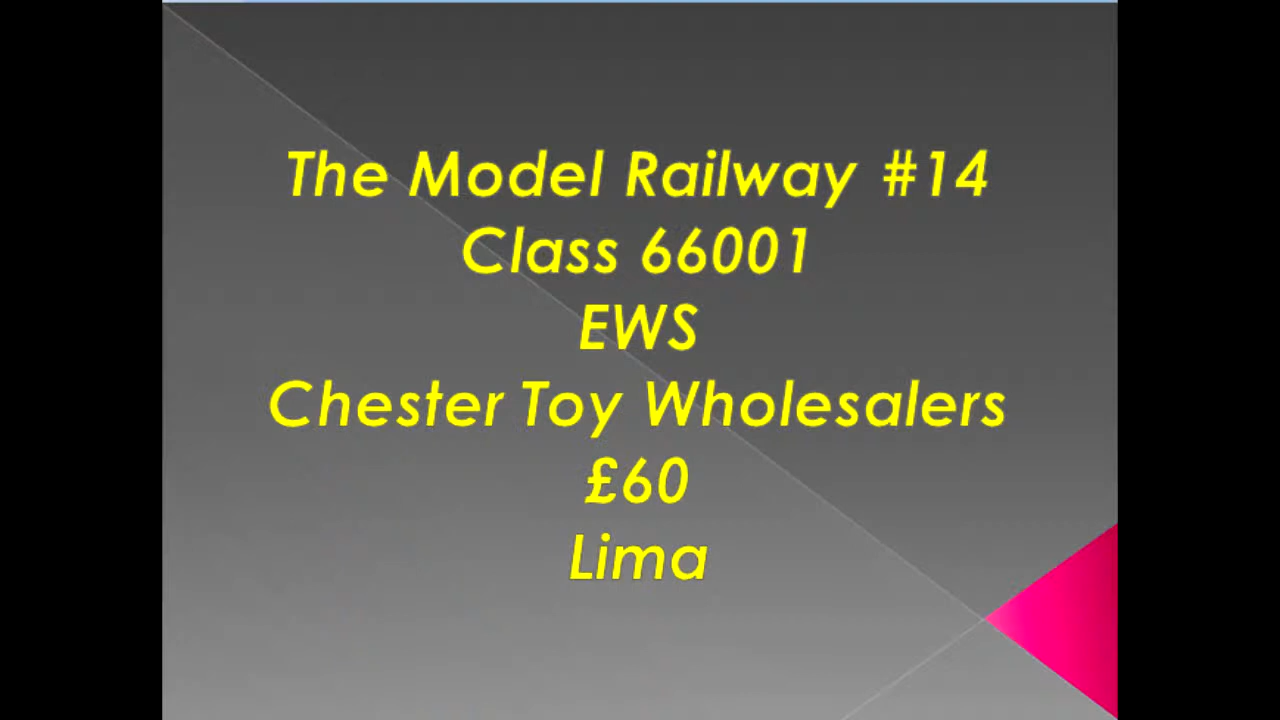 The Model Railway #14
Class 66001
EWS
Chester Toy Wholesalers
£60
Lima